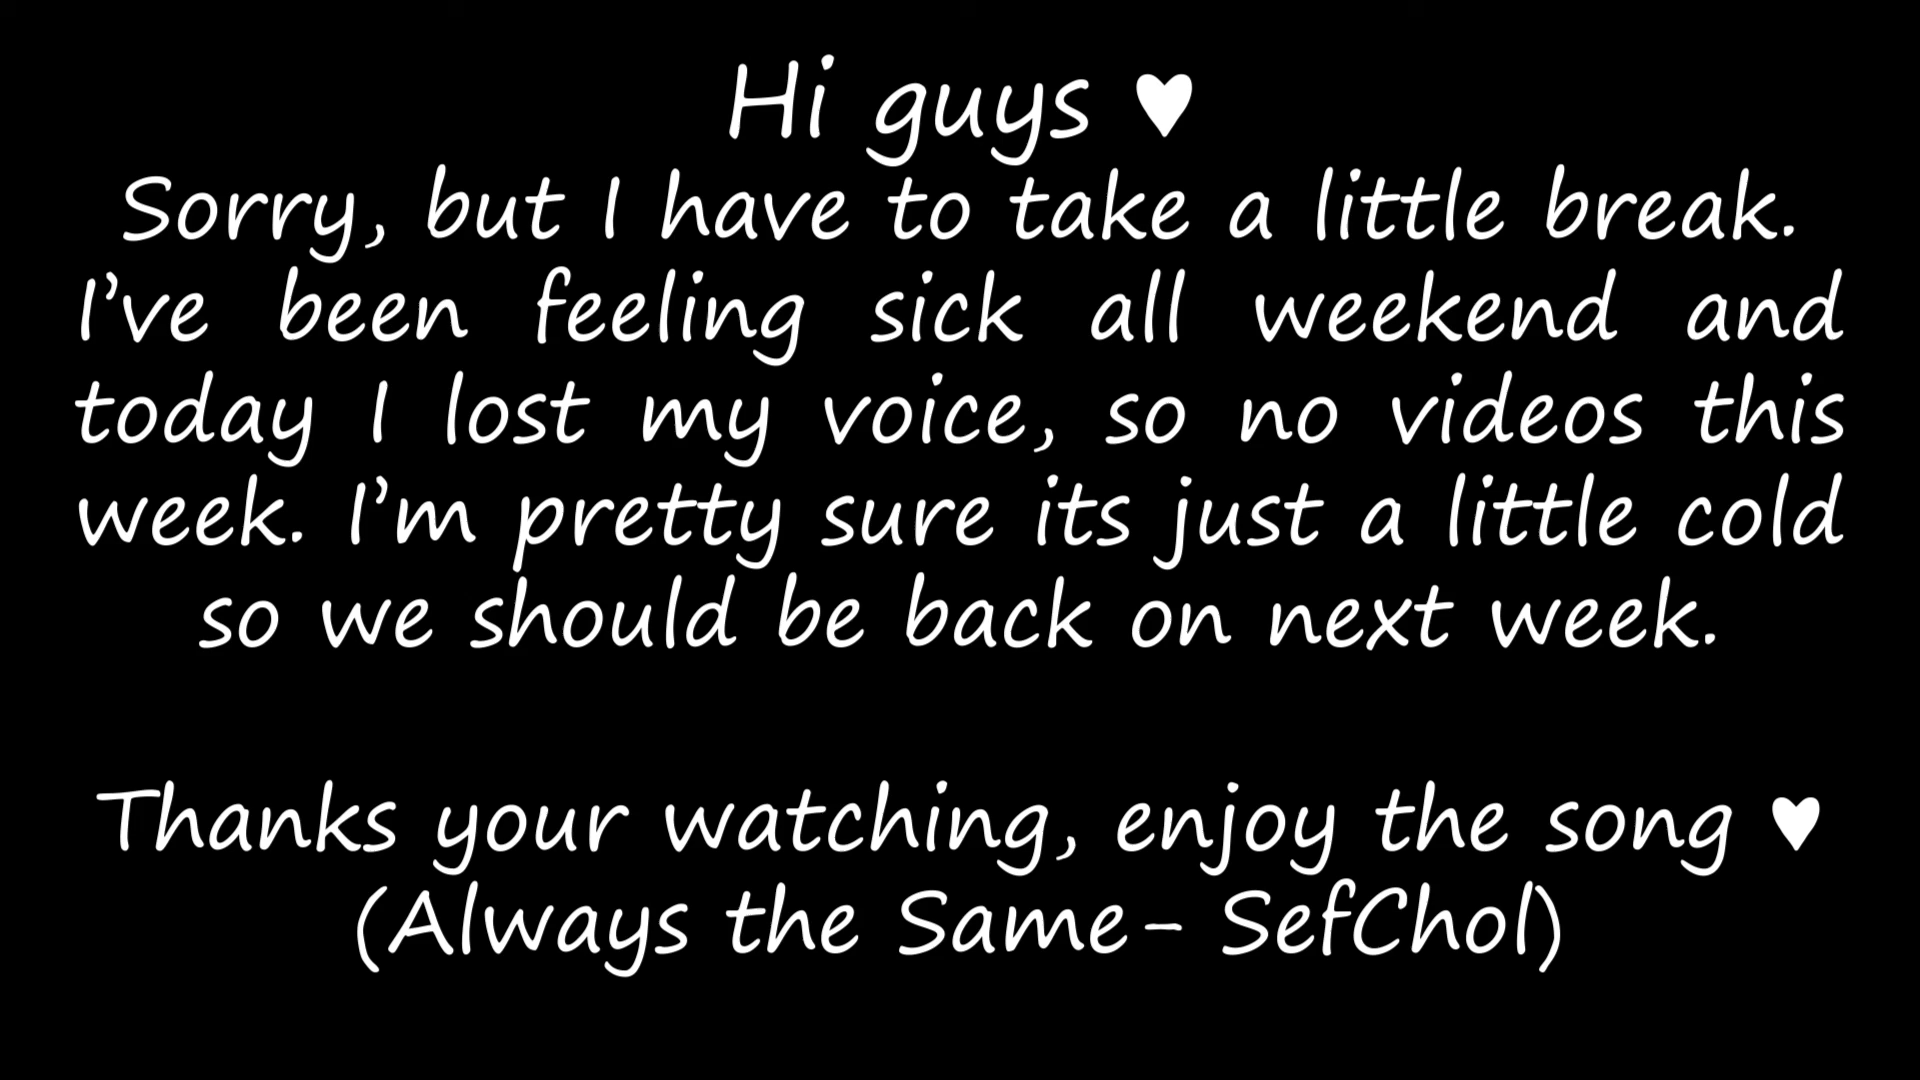 Hi guys ♥
Sorry, but I have to take a little break.
I’ve been feeling sick all weekend and
today I lost my voice, so no videos this
week. I’m pretty sure its just a little cold
so we should be back on next week.
Thanks your watching, enjoy the song ♥
(Always the Same- SefChol)